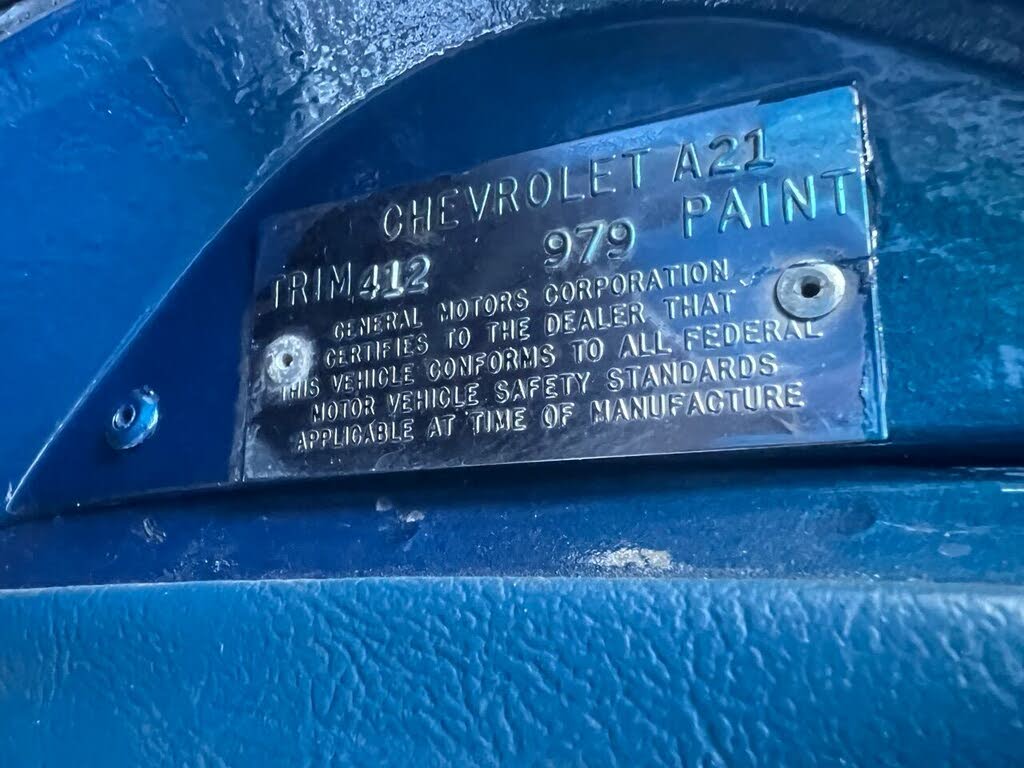 CHEVROLET A21
TRIM 412 979 PAINT
GENERAL MOTORS CORPORATION
CERTIFIES TO THE DEALER THAT
THIS VEHICLE CONFORMS TO ALL FEDERAL
MOTOR VEHICLE SAFETY STANDARDS
APPLICABLE AT TIME OF MANUFACTURE